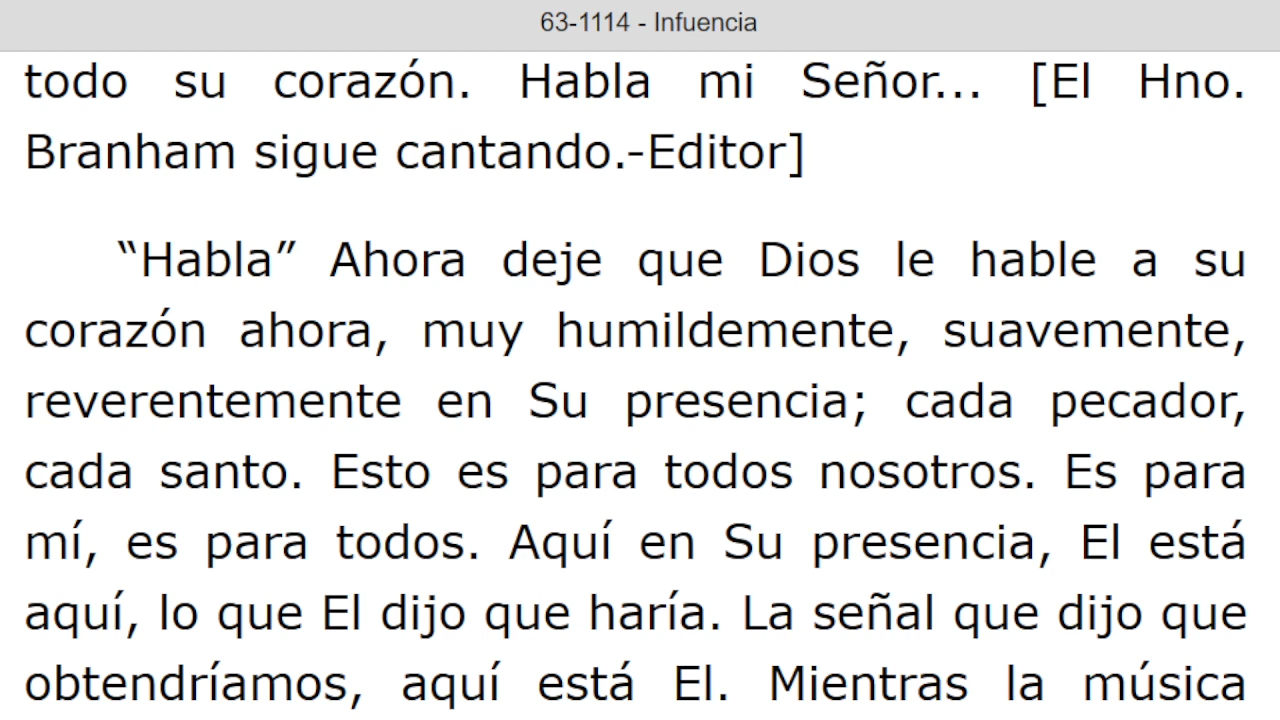 63-1114 - Infuencia
todo su corazón. Habla mi Señor... [El Hno.
Branham sigue cantando.-Editor]
“Habla” Ahora deje que Dios le hable a su
corazón ahora, muy humildemente, suavemente,
reverentemente en Su presencia; cada pecador,
cada santo. Esto es para todos nosotros. Es para
mí, es para todos. Aquí en Su presencia, El está
aquí, lo que El dijo que haría. La señal que dijo que
obtendríamos, aquí está El. Mientras la música